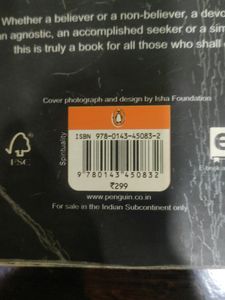 Whether a believer or a non-believer, a devo
an agnostic, an accomplished seeker or a sim
this is truly a book for all those who shall d
Cover photograph and design by Isha Foundation
FSC
Spirituality
ISBN 978-0143-45083-2
9 780143 450832
₹299
www.penguin.co.in
For sale in the Indian Subcontinent only
e
E-book